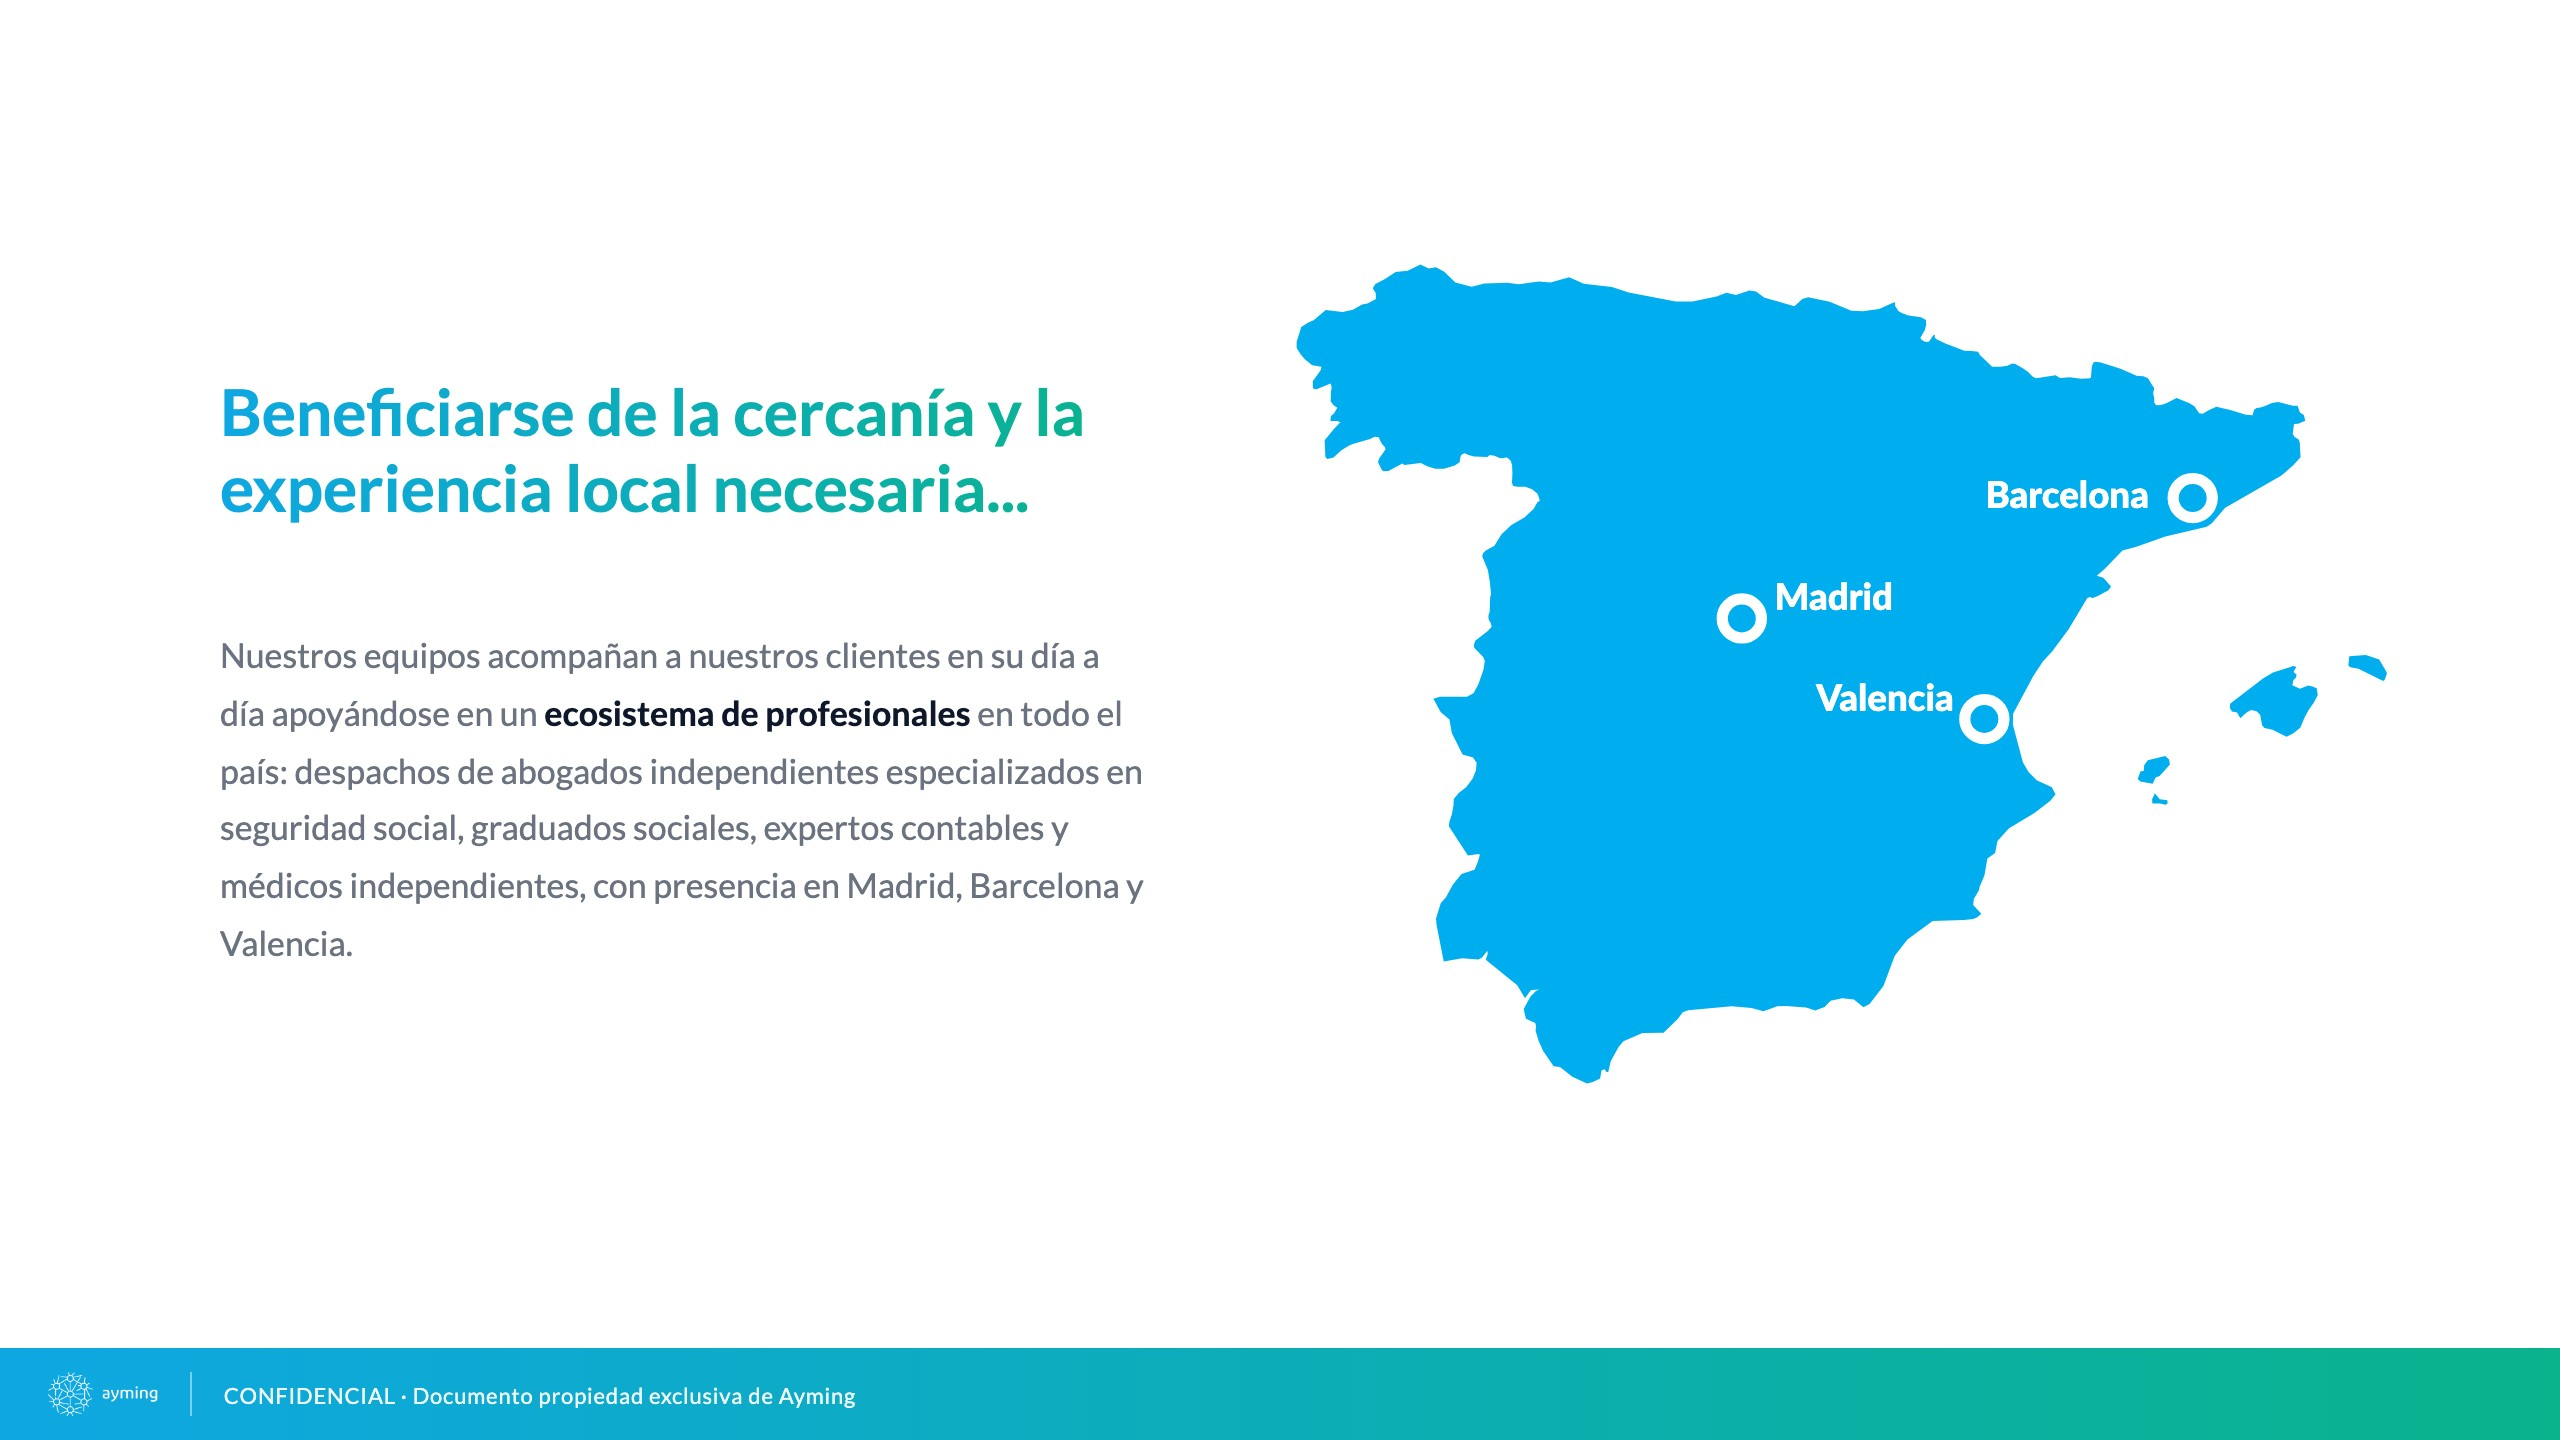 Beneficiarse de la cercanía y la
experiencia local necesaria...
Nuestros equipos acompañan a nuestros clientes en su día a
día apoyándose en un ecosistema de profesionales en todo el
país: despachos de abogados independientes especializados en
seguridad social, graduados sociales, expertos contables y
médicos independientes, con presencia en Madrid, Barcelona y
Valencia.
Barcelona
Madrid
Valencia
ayming
CONFIDENCIAL · Documento propiedad exclusiva de Ayming